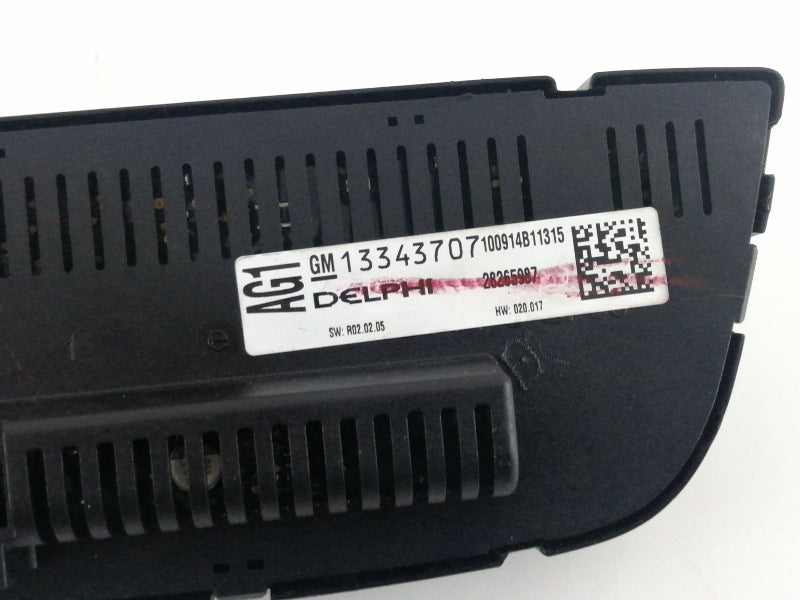 AG1
GM 13343707 100914B11315
DELPHI 28265987
SW: R02.02.05 HW: 020.017